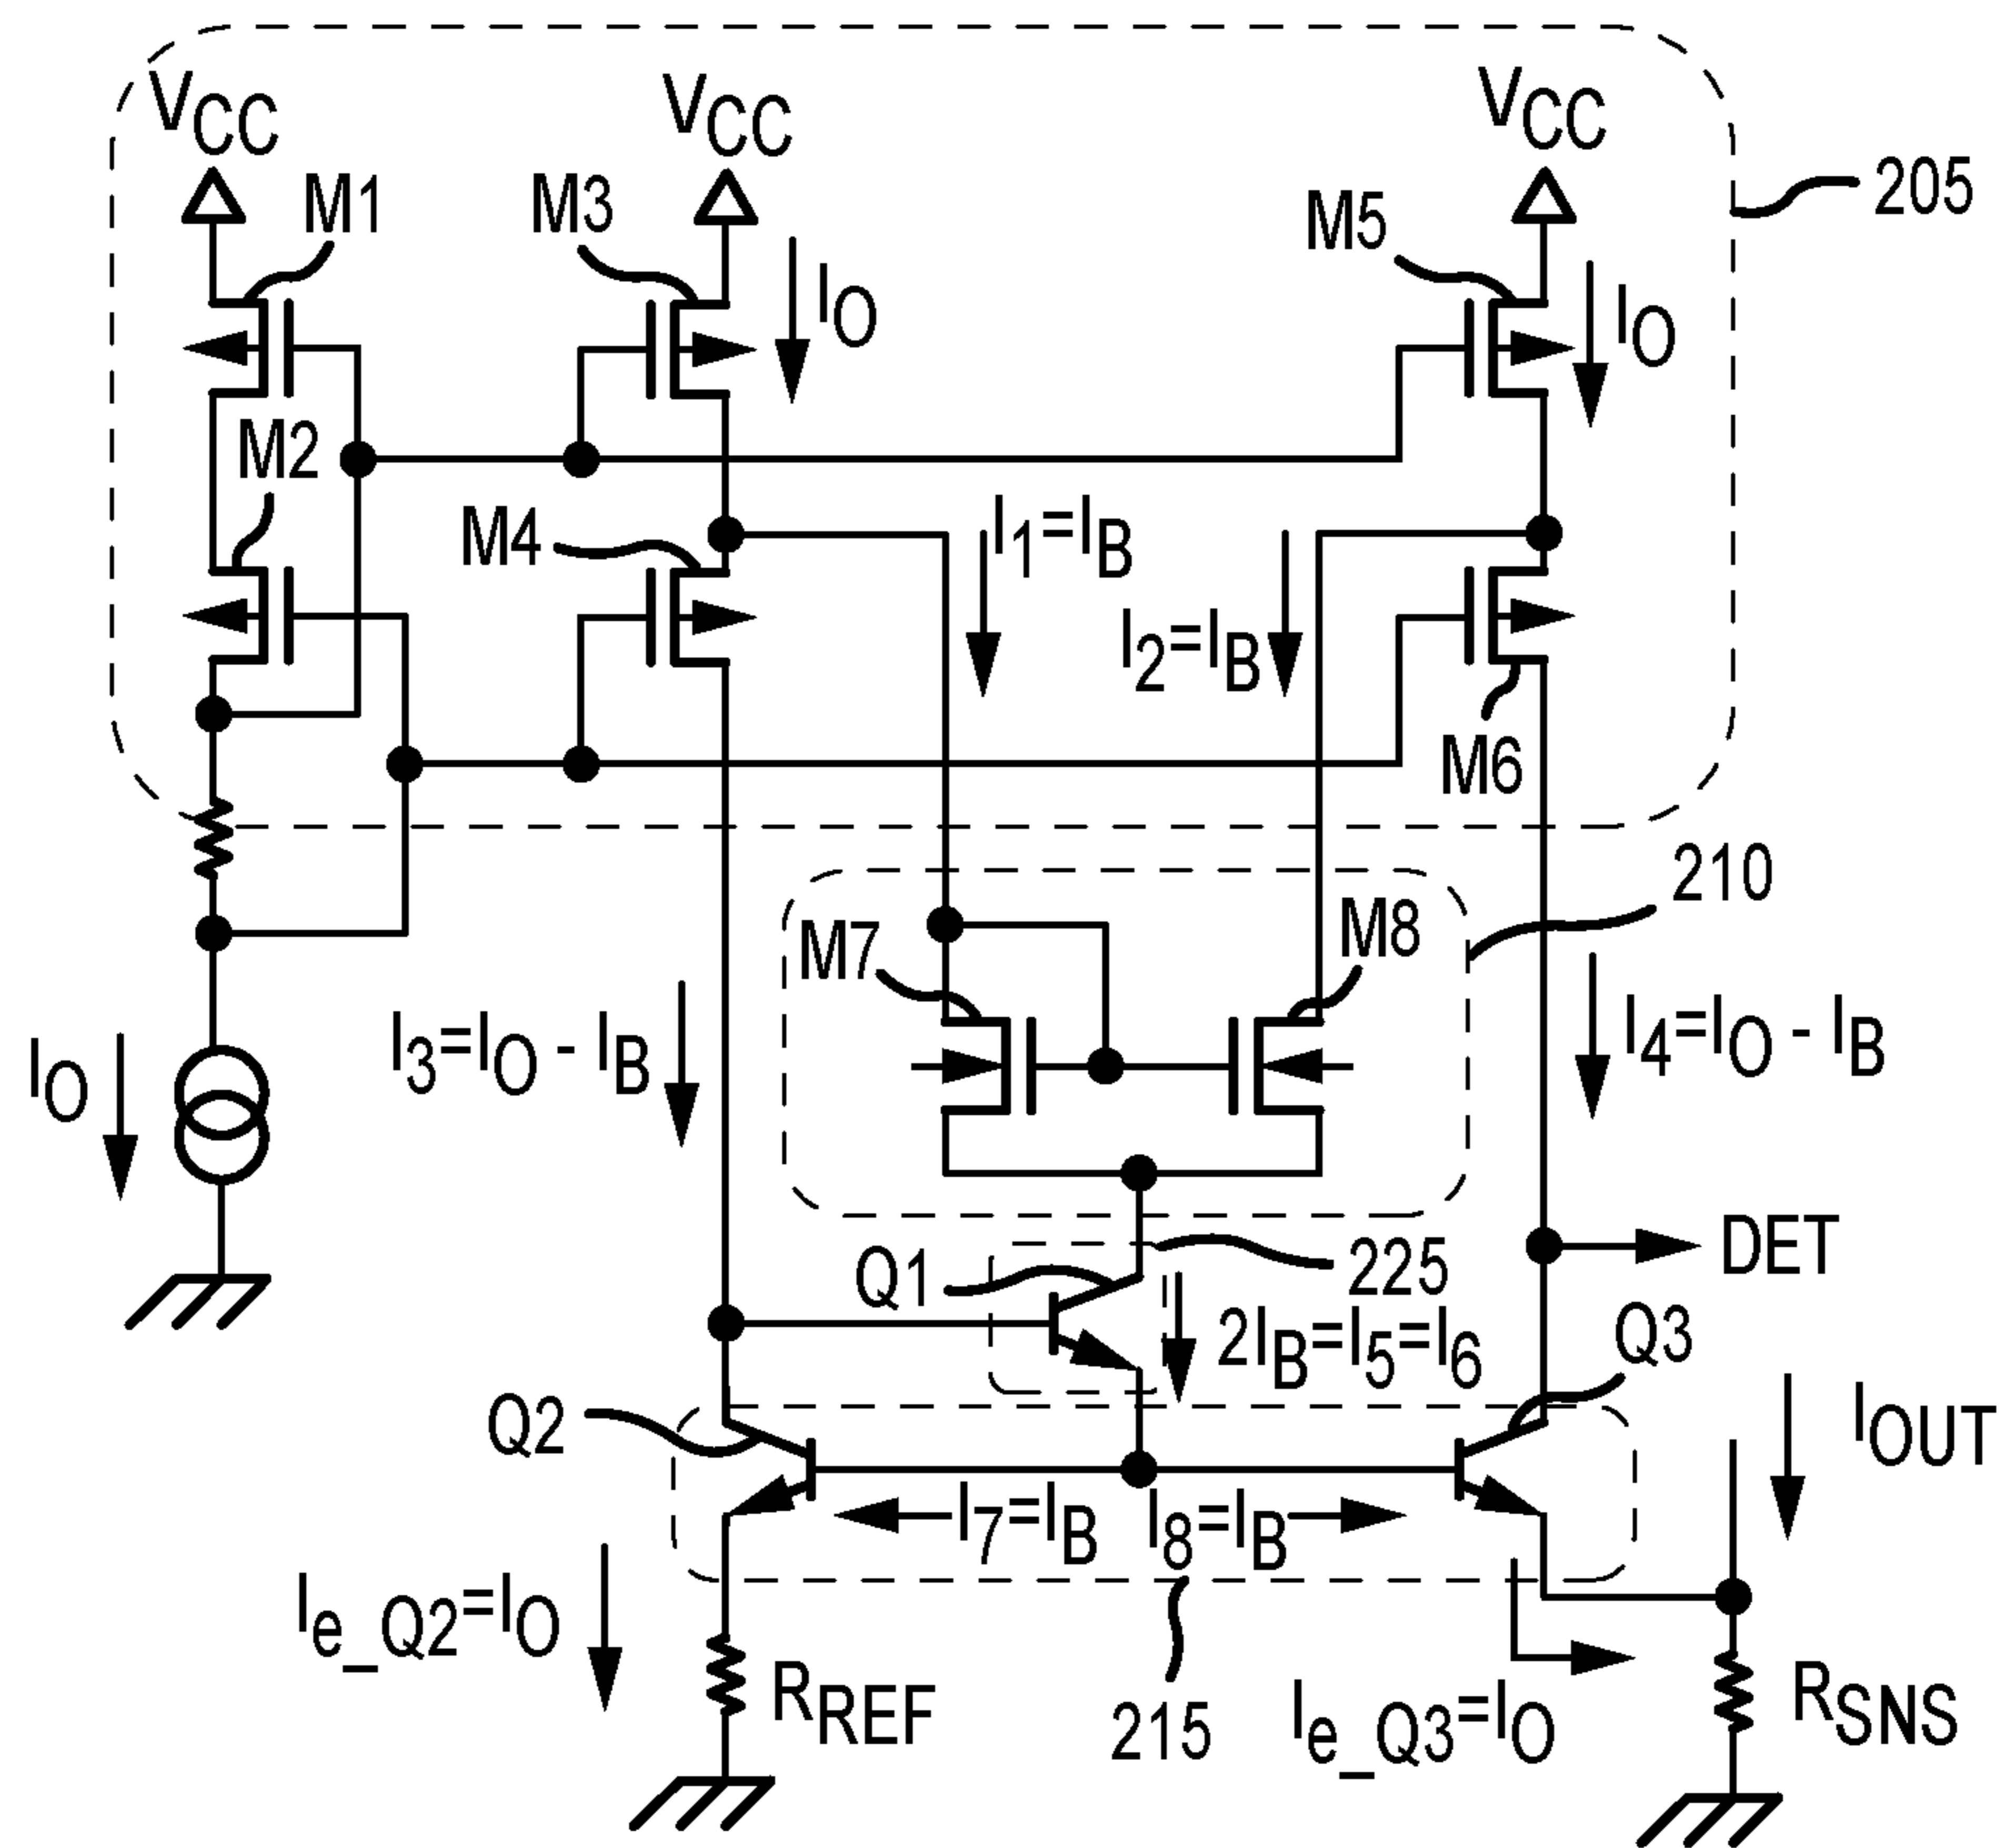 VCC
VCC
VCC
205
M1
M3
M5
IO
IO
M2
M4
I1=IB
I2=IB
M6
210
M7
M8
IO
I3=IO - IB
I4=IO - IB
DET
Q1
225
2IB=I5=I6
Q3
Q2
IOUT
I7=IB
I8=IB
Ie_Q2=IO
RREF
215
Ie_Q3=IO
RSNS